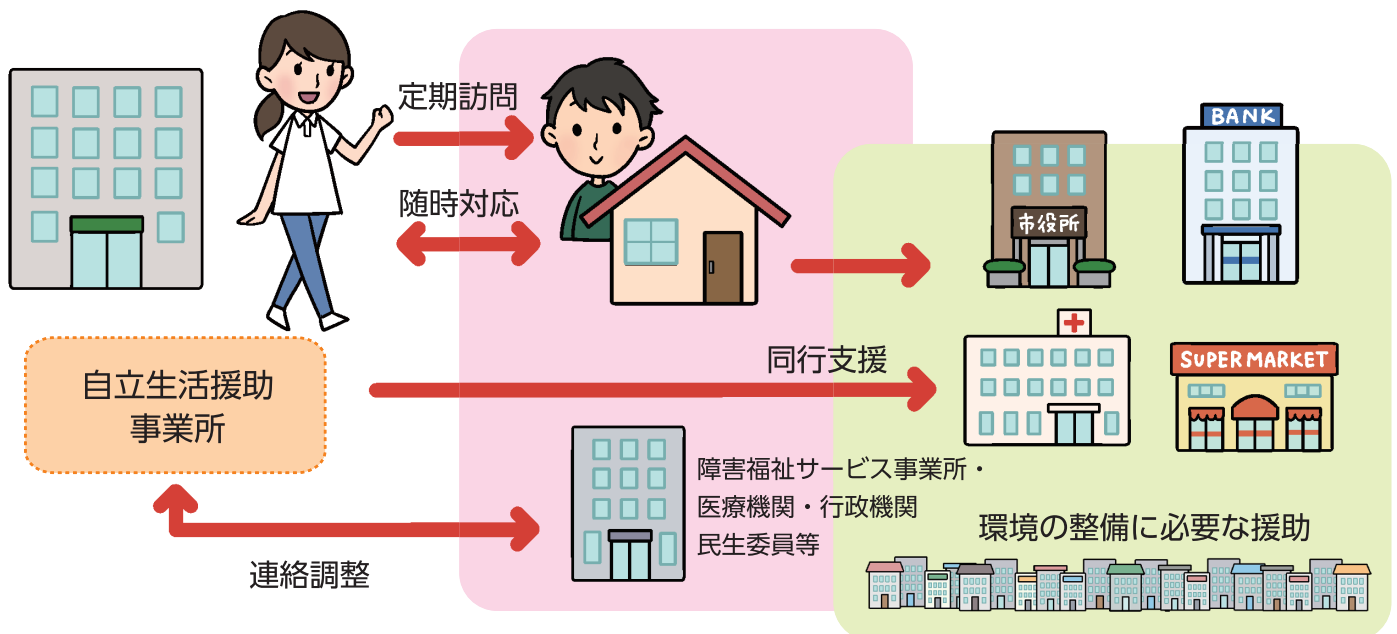 定期訪問
随時対応
市役所
BANK
同行支援
SUPER MARKET
自立生活援助
事業所
障害福祉サービス事業所・
医療機関・行政機関
民生委員等
連絡調整
環境の整備に必要な援助